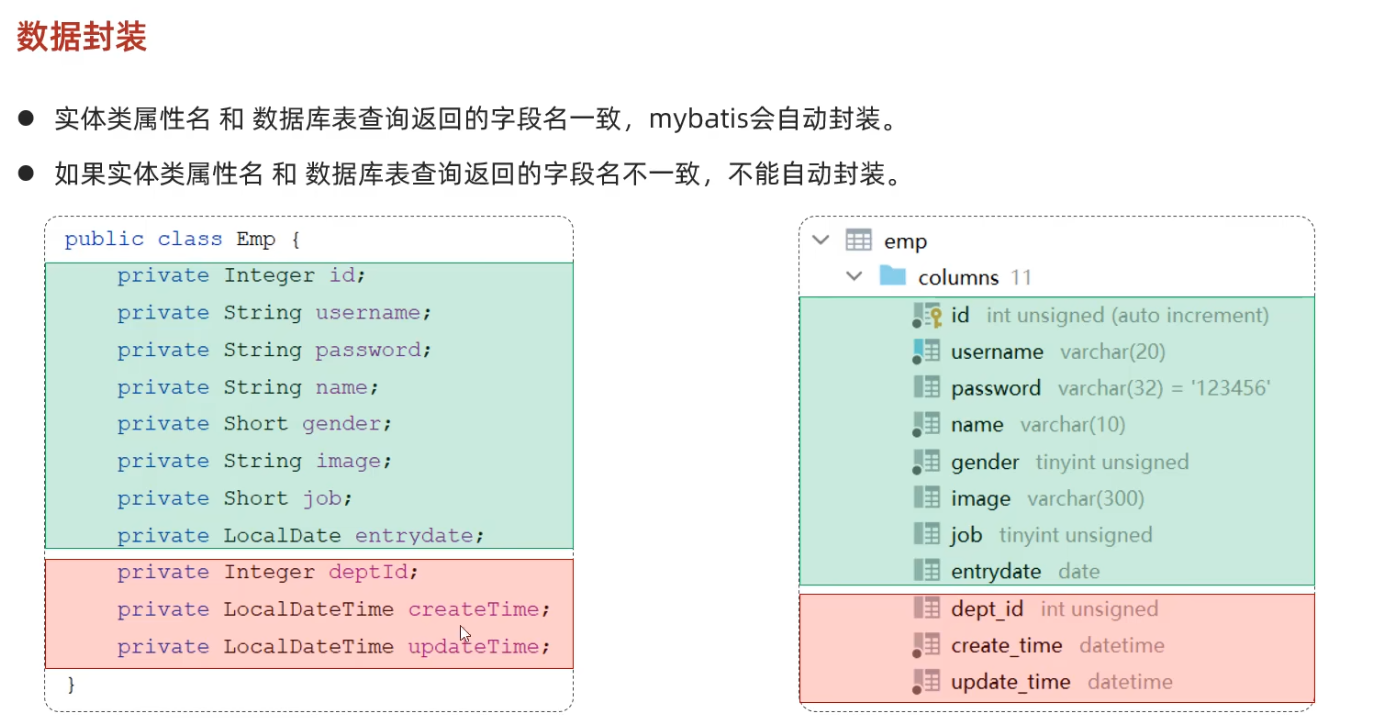 数据封装
● 实体类属性名 和 数据库表查询返回的字段名一致，mybatis会自动封装。
● 如果实体类属性名 和 数据库表查询返回的字段名不一致，不能自动封装。
public class Emp {
private Integer id;
private String username;
private String password;
private String name;
private Short gender;
private String image;
private Short job;
private LocalDate entrydate;
private Integer deptId;
private LocalDateTime createTime;
private LocalDateTime updateTime;
}
emp
columns 11
id int unsigned (auto increment)
username varchar(20)
password varchar(32) = '123456'
name varchar(10)
gender tinyint unsigned
image varchar(300)
job tinyint unsigned
entrydate date
dept_id int unsigned
create_time datetime
update_time datetime